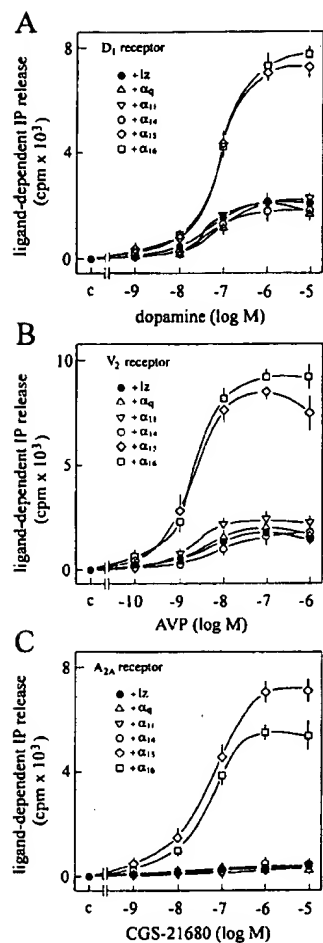 A
D₁ receptor
+ lz
+ αq
+ α11
+ α14
+ α15
+ α16
ligand-dependent IP release
(cpm x 10³)
8
4
0
c -9 -8 -7 -6 -5
dopamine (log M)
B
V₂ receptor
+ lz
+ αq
+ α11
+ α14
+ α15
+ α16
ligand-dependent IP release
(cpm x 10³)
10
5
0
c -10 -9 -8 -7 -6
AVP (log M)
C
A2A receptor
+ lz
+ αq
+ α11
+ α14
+ α15
+ α16
ligand-dependent IP release
(cpm x 10³)
8
4
0
c -9 -8 -7 -6 -5
CGS-21680 (log M)